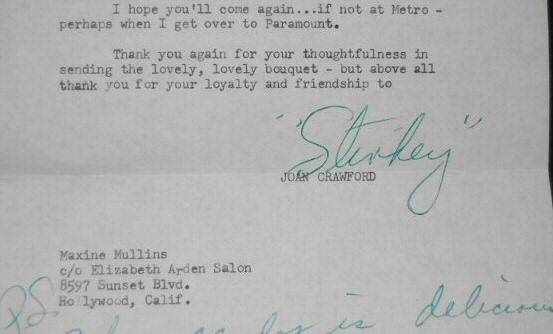 I hope you'll come again...if not at Metro -
perhaps when I get over to Paramount.
Thank you again for your thoughtfulness in
sending the lovely, lovely bouquet - but above all
thank you for your loyalty and friendship to
"Stinkey"
JOAN CRAWFORD
Maxine Mullins
c/o Elizabeth Arden Salon
8597 Sunset Blvd.
Hollywood, Calif.
PS
is delicious